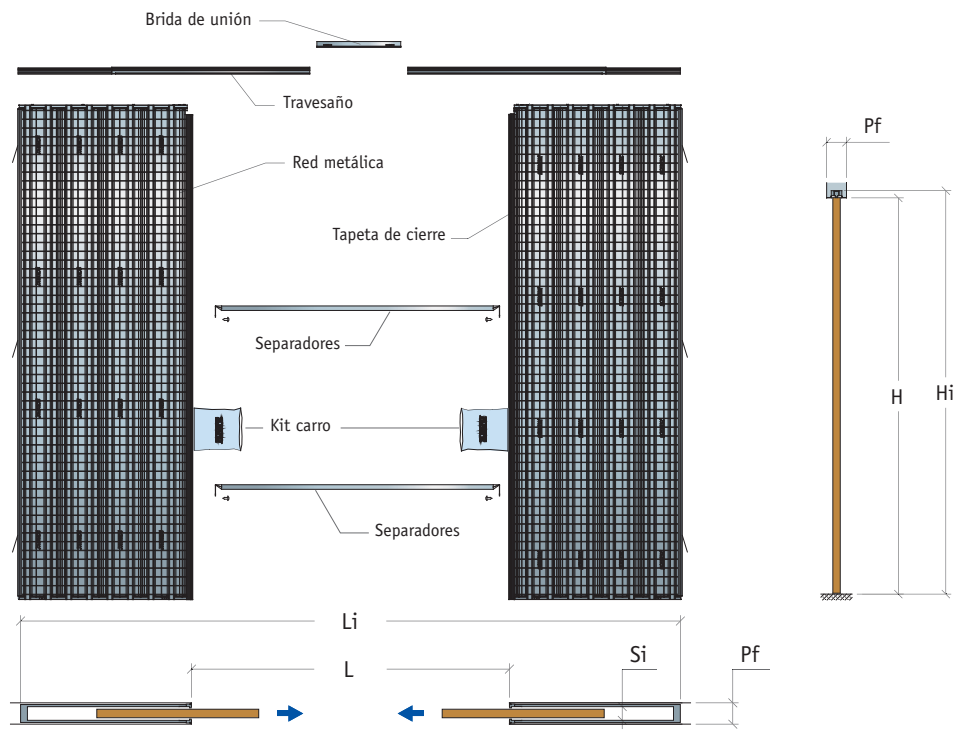 Brida de unión
Travesaño
Pf
Red metálica
Tapeta de cierre
Separadores
H
Hi
Kit carro
Separadores
Li
L
Si
Pf